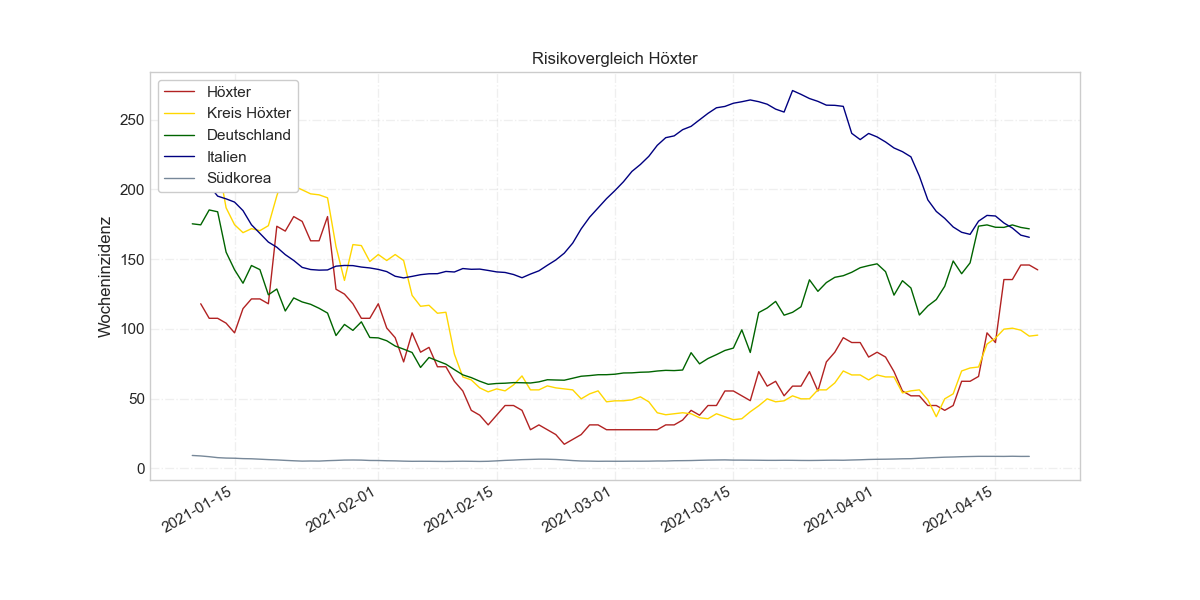 Risikovergleich Höxter
Höxter
Kreis Höxter
Deutschland
Italien
Südkorea
Wocheninzidenz
250
200
150
100
50
0
2021-01-15
2021-02-01
2021-02-15
2021-03-01
2021-03-15
2021-04-01
2021-04-15